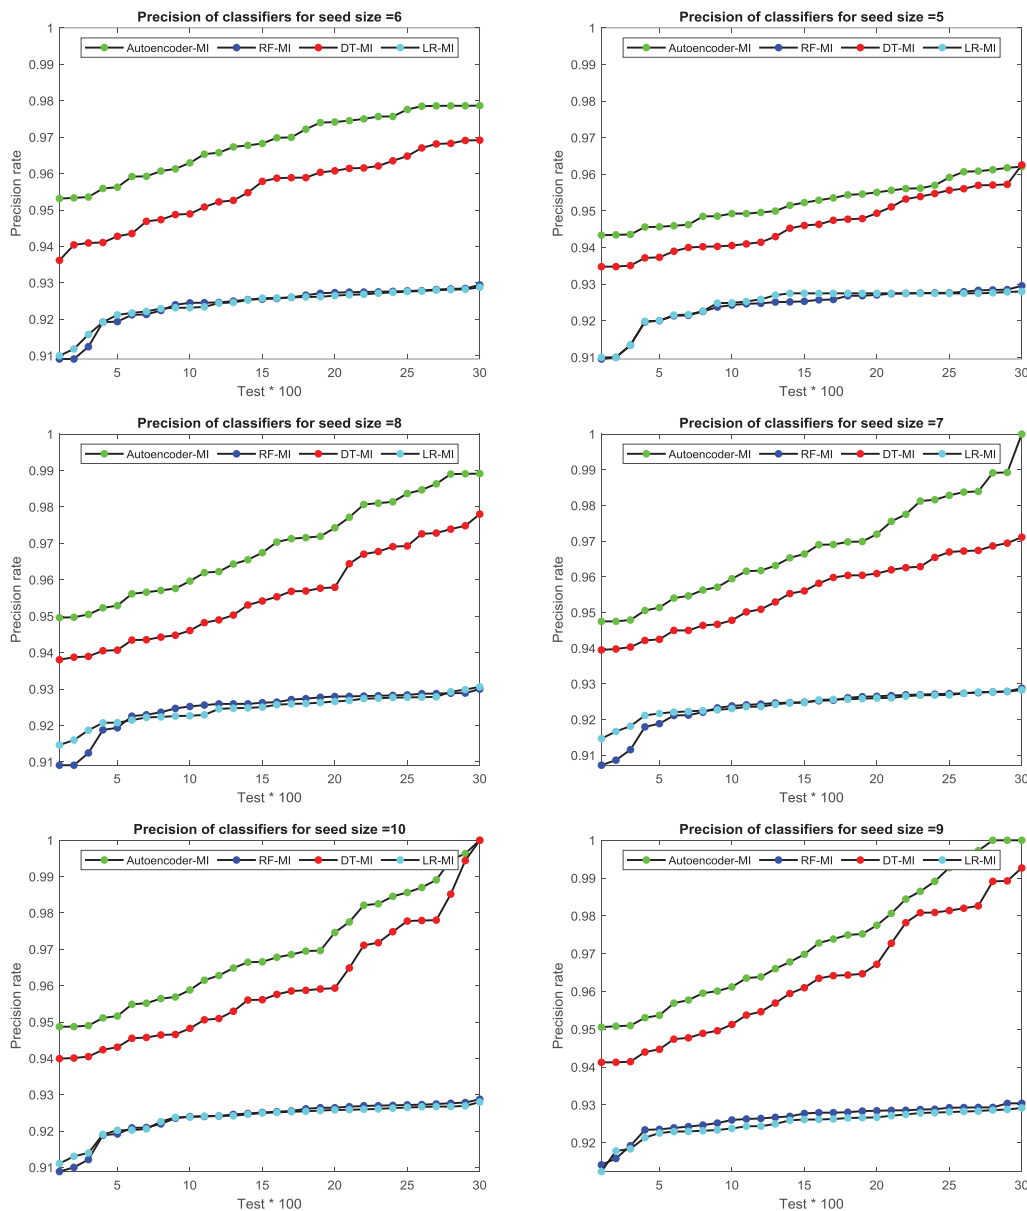 Precision of classifiers for seed size =6
Autoencoder-MI RF-MI DT-MI LR-MI
1
0.99
0.98
0.97
0.96
0.95
0.94
0.93
0.92
0.91
Precision rate
5 10 15 20 25 30
Test * 100
Precision of classifiers for seed size =5
Autoencoder-MI RF-MI DT-MI LR-MI
1
0.99
0.98
0.97
0.96
0.95
0.94
0.93
0.92
0.91
Precision rate
5 10 15 20 25 30
Test * 100
Precision of classifiers for seed size =8
Autoencoder-MI RF-MI DT-MI LR-MI
1
0.99
0.98
0.97
0.96
0.95
0.94
0.93
0.92
0.91
Precision rate
5 10 15 20 25 30
Test * 100
Precision of classifiers for seed size =7
Autoencoder-MI RF-MI DT-MI LR-MI
1
0.99
0.98
0.97
0.96
0.95
0.94
0.93
0.92
0.91
Precision rate
5 10 15 20 25 30
Test * 100
Precision of classifiers for seed size =10
Autoencoder-MI RF-MI DT-MI LR-MI
1
0.99
0.98
0.97
0.96
0.95
0.94
0.93
0.92
0.91
Precision rate
5 10 15 20 25 30
Test * 100
Precision of classifiers for seed size =9
Autoencoder-MI RF-MI DT-MI LR-MI
1
0.99
0.98
0.97
0.96
0.95
0.94
0.93
0.92
Precision rate
5 10 15 20 25 30
Test * 100